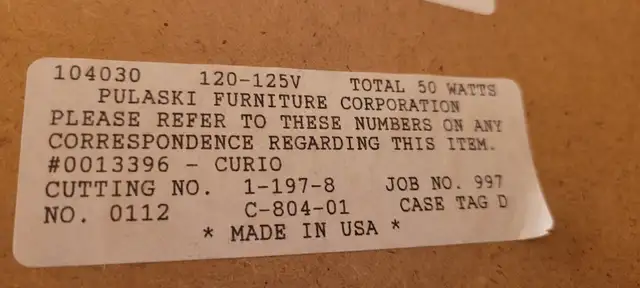 104030 120-125V TOTAL 50 WATTS
PULASKI FURNITURE CORPORATION
PLEASE REFER TO THESE NUMBERS ON ANY
CORRESPONDENCE REGARDING THIS ITEM.
#0013396 - CURIO
CUTTING NO. 1-197-8 JOB NO. 997
NO. 0112 C-804-01 CASE TAG D
* MADE IN USA *